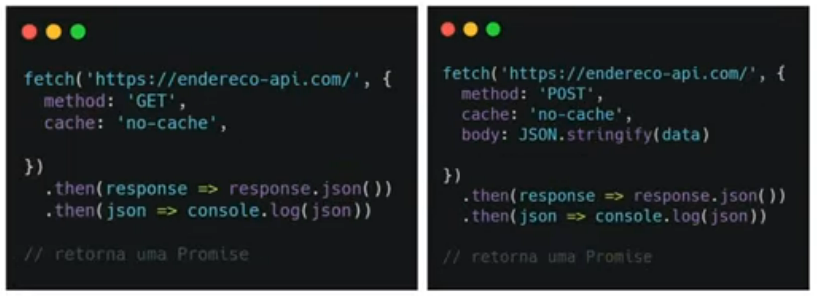 fetch('https://endereco-api.com/', {
  method: 'GET',
  cache: 'no-cache',
})
  .then(response => response.json())
  .then(json => console.log(json))
// retorna uma Promise
fetch('https://endereco-api.com/', {
  method: 'POST',
  cache: 'no-cache',
  body: JSON.stringify(data)
})
  .then(response => response.json())
  .then(json => console.log(json))
// retorna uma Promise